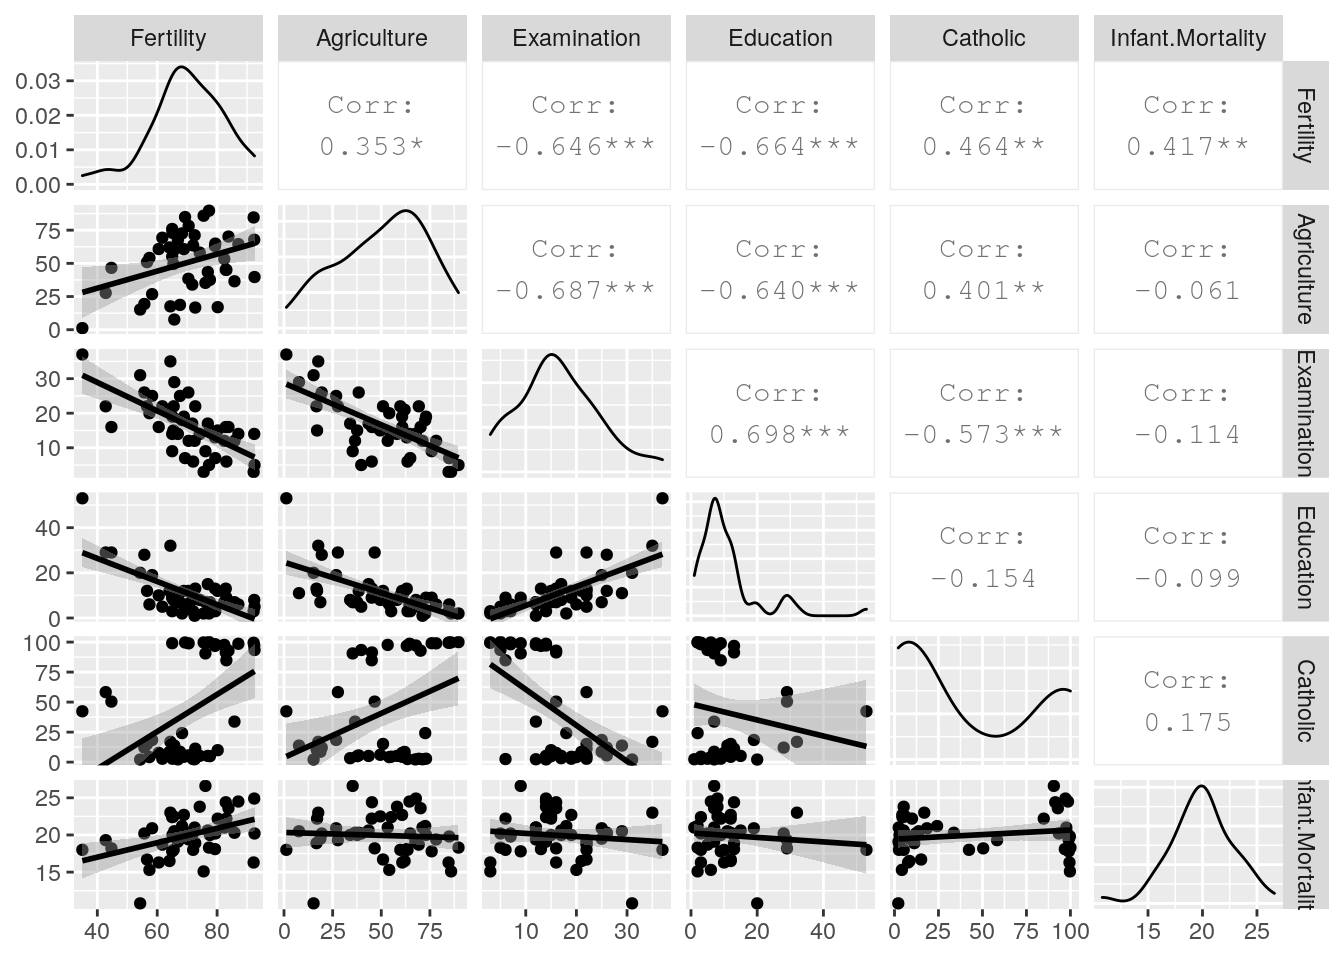 Fertility Agriculture Examination Education Catholic Infant.Mortality
0.03
0.02
0.01
0.00
Corr: Corr: Corr: Corr: Corr:
0.353* -0.646*** -0.664*** 0.464** 0.417**
Fertility
75
50
25
0
Corr: Corr: Corr: Corr:
-0.687*** -0.640*** 0.401** -0.061
Agriculture
30
20
10
Corr: Corr: Corr:
0.698*** -0.573*** -0.114
Examination
40
20
0
Corr: Corr:
-0.154 -0.099
Education
100
75
50
25
0
Corr:
0.175
Catholic
25
20
15
nfant.Mortalit
40 60 80 0 25 50 75 10 20 30 0 20 40 0 25 50 75 100 15 20 25